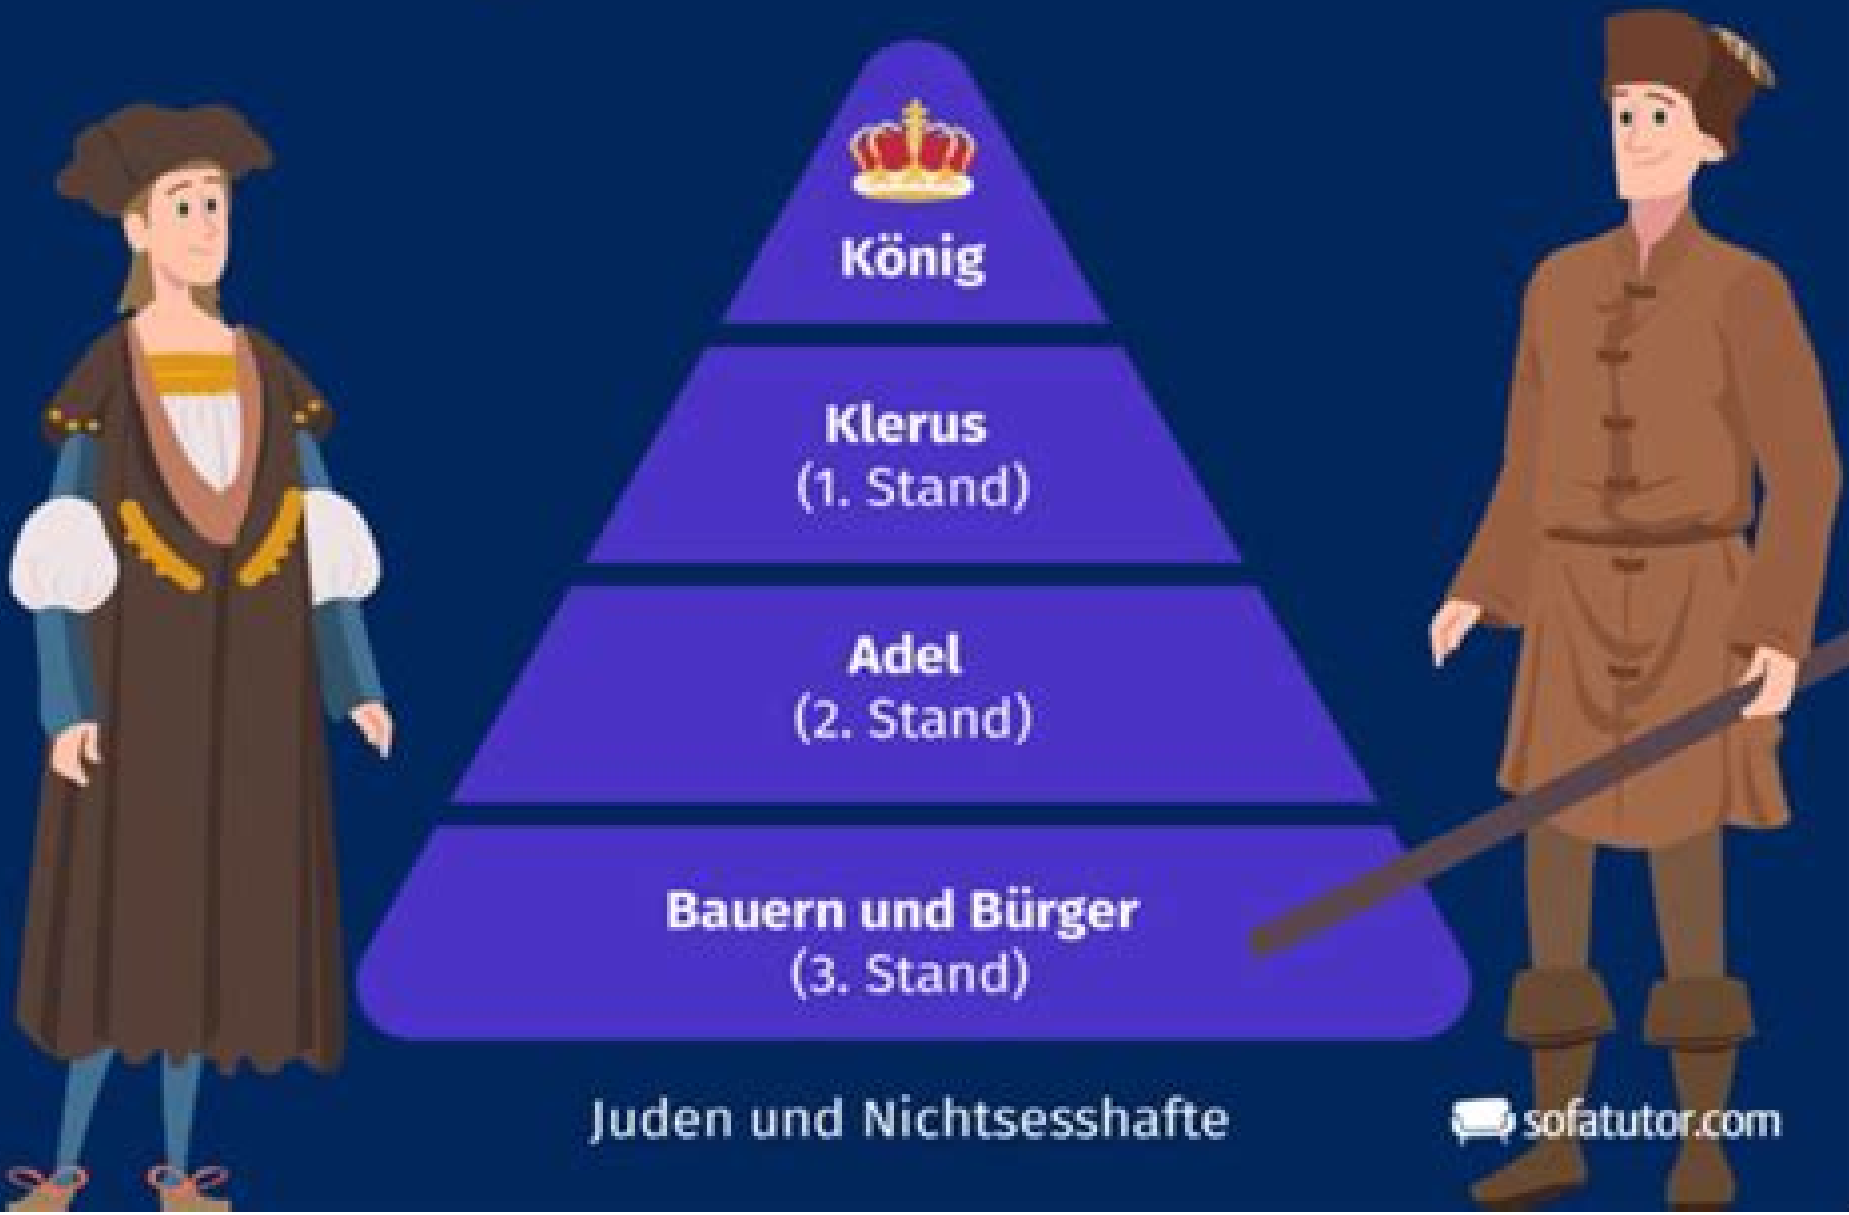 König
Klerus
(1. Stand)
Adel
(2. Stand)
Bauern und Bürger
(3. Stand)
Juden und Nichtsesshafte
sofatutor.com